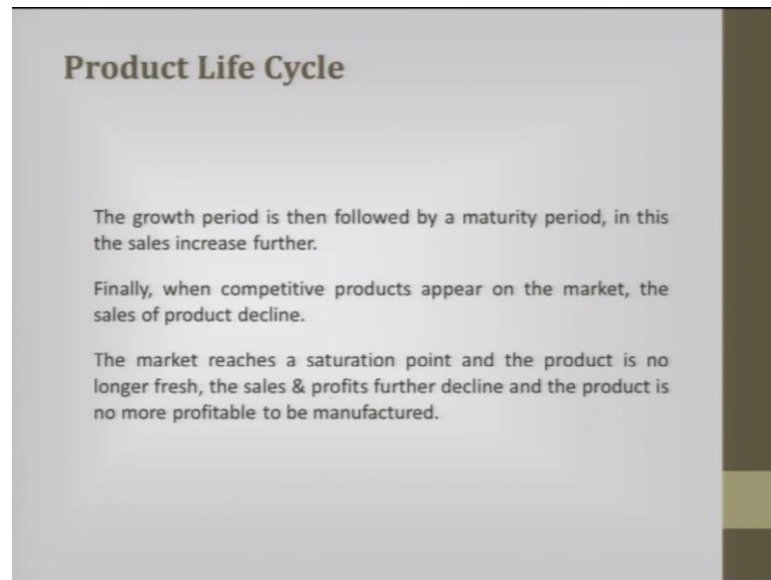 Product Life Cycle
The growth period is then followed by a maturity period, in this
the sales increase further.
Finally, when competitive products appear on the market, the
sales of product decline.
The market reaches a saturation point and the product is no
longer fresh, the sales & profits further decline and the product is
no more profitable to be manufactured.